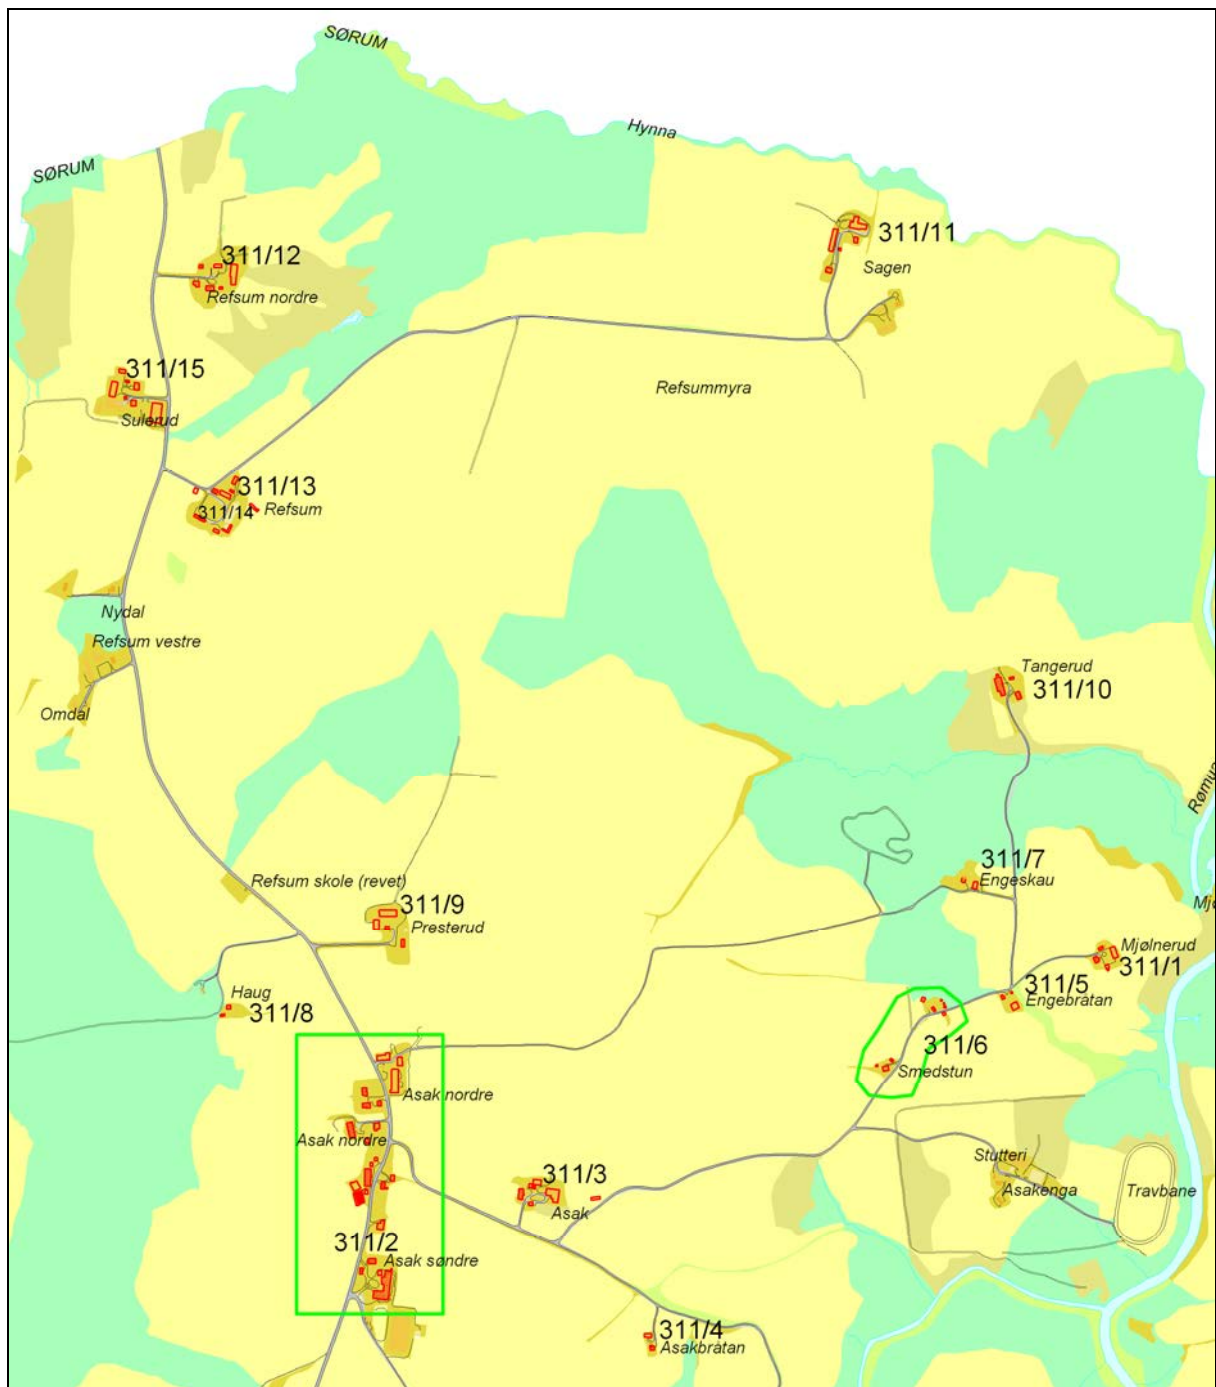 SØRUM
Hynna
SØRUM
311/11
311/12
Sagen
Refsum nordre
311/15
Refsummyra
Sulerud
311/13
311/14 Refsum
Nydal
Refsum vestre
Tangerud
311/10
Omdal
Rømua
311/7
Refsum skole (revet)
Engeskau
311/9
Presterud
Mjø
Mjølnerud
311/1
Haug
311/5
Engebråtan
311/8
311/6
Smedstun
Asak nordre
Asak nordre
Stutteri
311/3
Asakenga
Travbane
Asak
311/2
Asak søndre
311/4
Asakbråtan